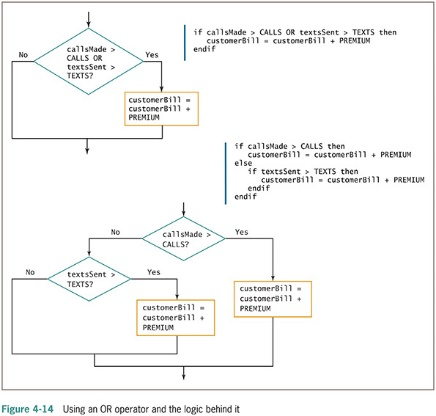 callsMade >
CALLS OR
textsSent >
TEXTS?
No
Yes
customerBill =
customerBill +
PREMIUM
if callsMade > CALLS OR textsSent > TEXTS then
customerBill = customerBill + PREMIUM
endif
if callsMade > CALLS then
customerBill = customerBill + PREMIUM
else
if textsSent > TEXTS then
customerBill = customerBill + PREMIUM
endif
endif
No
callsMade >
CALLS?
Yes
No
textsSent >
TEXTS?
Yes
customerBill =
customerBill +
PREMIUM
customerBill =
customerBill +
PREMIUM
Figure 4-14 Using an OR operator and the logic behind it